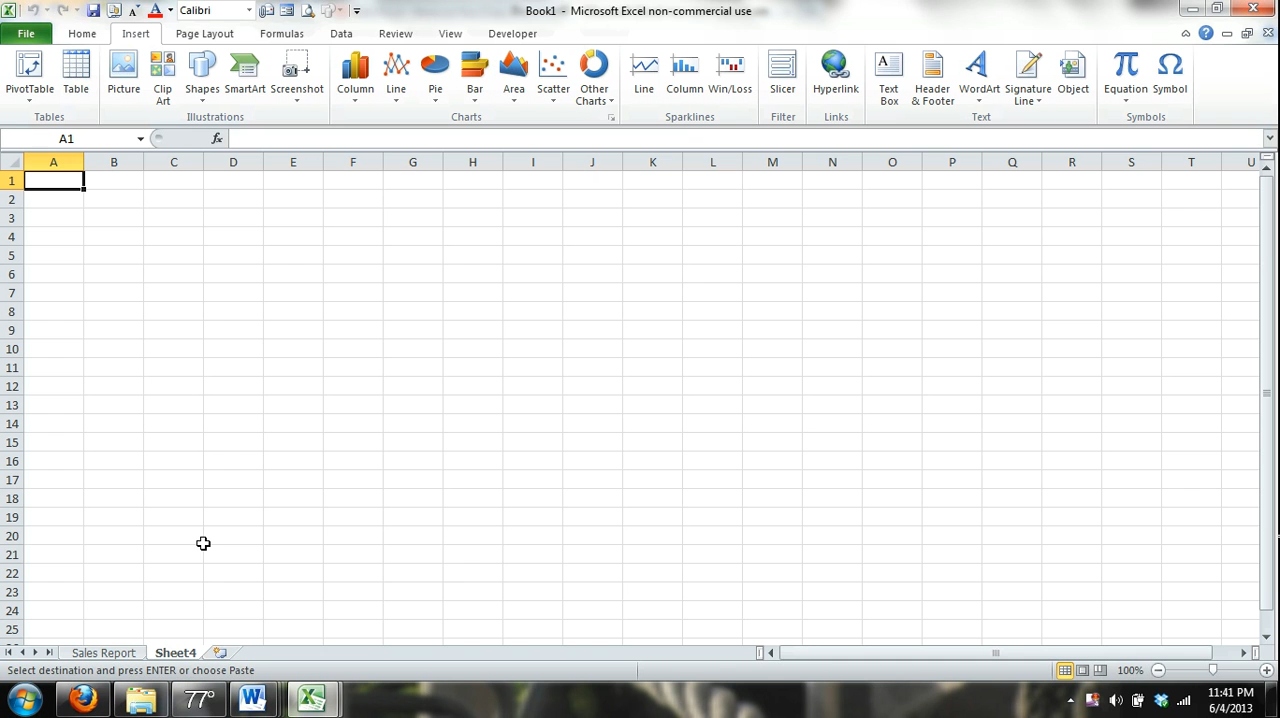 Calibri
Book1 - Microsoft Excel non-commercial use
File Home Insert Page Layout Formulas Data Review View Developer
PivotTable Table Picture Clip Art Shapes SmartArt Screenshot Column Line Pie Bar Area Scatter Other Charts Line Column Win/Loss Slicer Hyperlink Text Box Header & Footer WordArt Signature Line Object Equation Symbol
Tables Illustrations Charts Sparklines Filter Links Text Symbols
A1 fx
A B C D E F G H I J K L M N O P Q R S T U
1
2
3
4
5
6
7
8
9
10
11
12
13
14
15
16
17
18
19
20
21
22
23
24
25
Sales Report Sheet4
Select destination and press ENTER or choose Paste 100%
77° 11:41 PM
6/4/2013